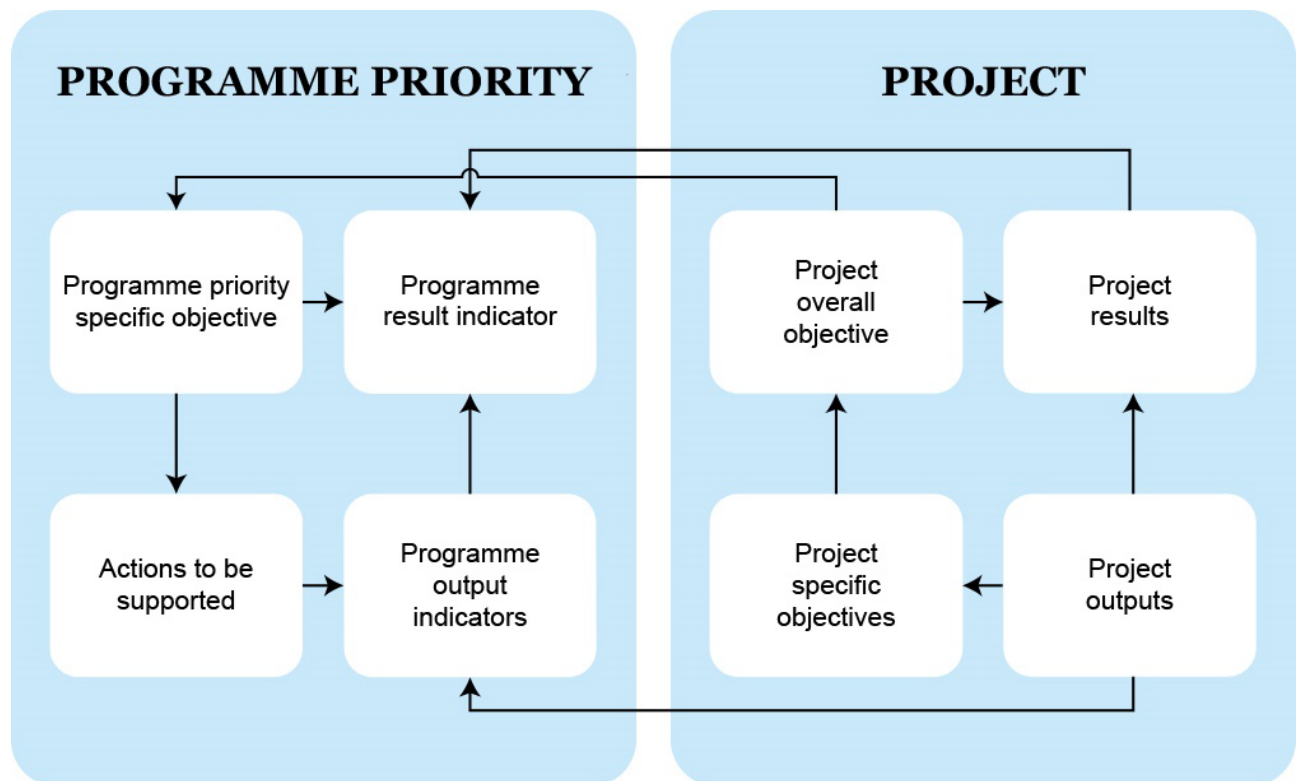 PROGRAMME PRIORITY
Programme priority
specific objective
Programme
result indicator
Actions to be
supported
Programme
output
indicators
PROJECT
Project
overall
objective
Project
results
Project
specific
objectives
Project
outputs